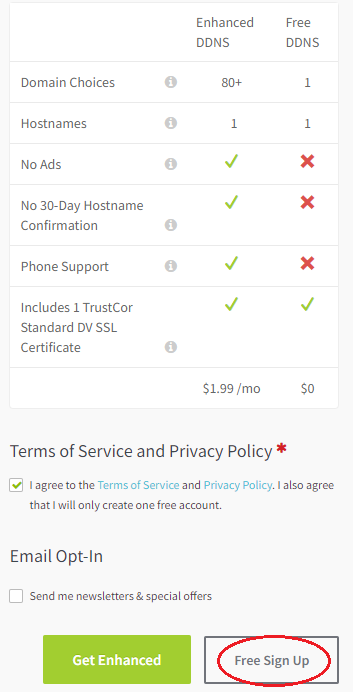 Enhanced DDNS Free DDNS
Domain Choices 80+ 1
Hostnames 1 1
No Ads
No 30-Day Hostname
Confirmation
Phone Support
Includes 1 TrustCor
Standard DV SSL
Certificate
$1.99 /mo $0
Terms of Service and Privacy Policy *
I agree to the Terms of Service and Privacy Policy. I also agree
that I will only create one free account.
Email Opt-In
Send me newsletters & special offers
Get Enhanced Free Sign Up